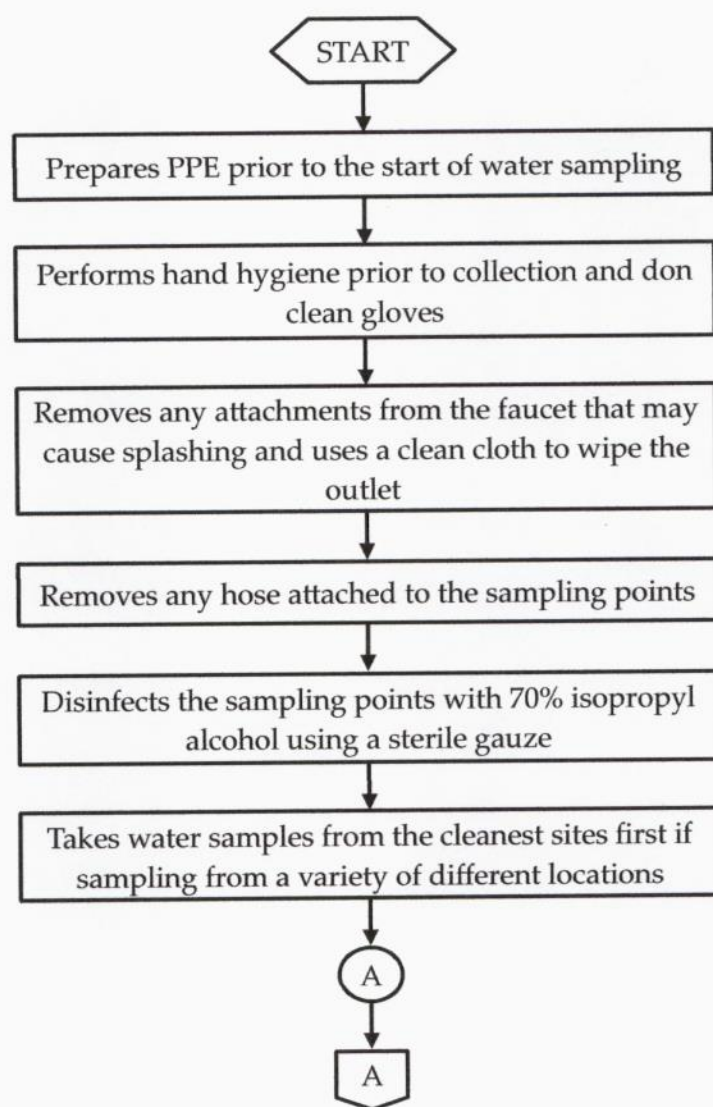 START
Prepares PPE prior to the start of water sampling
Performs hand hygiene prior to collection and don
clean gloves
Removes any attachments from the faucet that may
cause splashing and uses a clean cloth to wipe the
outlet
Removes any hose attached to the sampling points
Disinfects the sampling points with 70% isopropyl
alcohol using a sterile gauze
Takes water samples from the cleanest sites first if
sampling from a variety of different locations
A
A